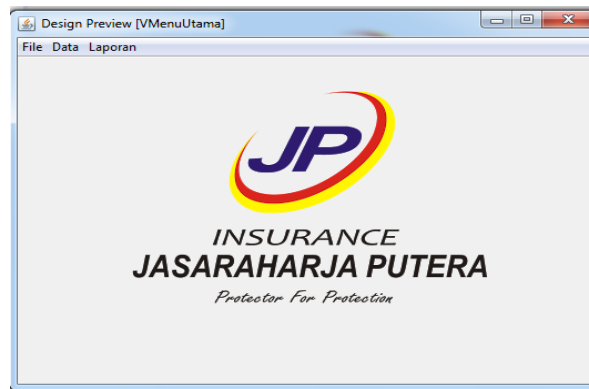 Design Preview [VMenuUtama]
File Data Laporan
JP
INSURANCE
JASARAHARJA PUTERA
Protector For Protection